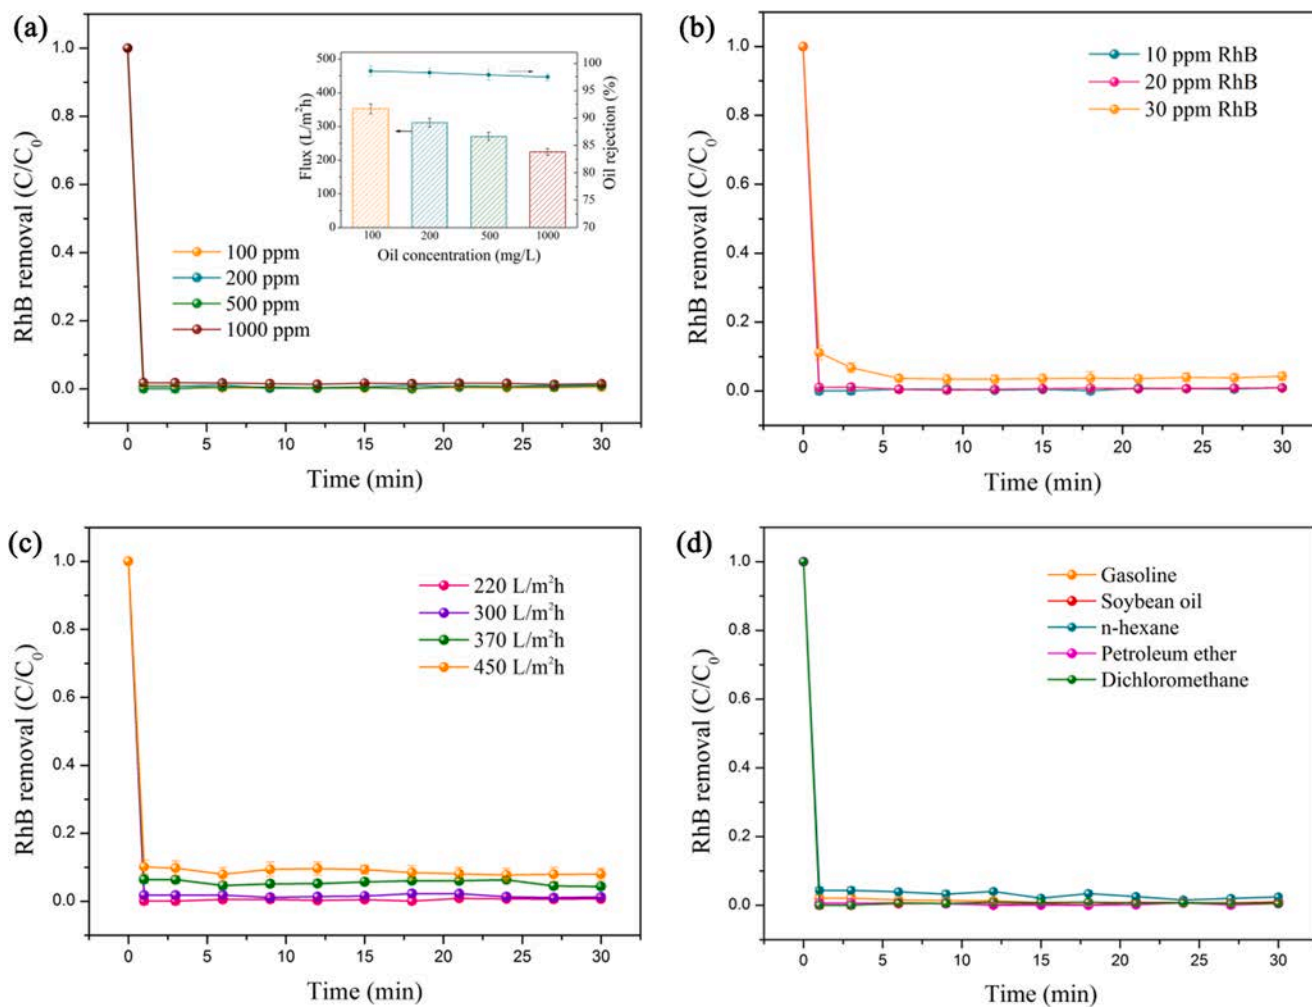 (a)
1.0
0.8
0.6
0.4
0.2
0.0
RhB removal (C/C₀)
0
5
10
15
20
25
30
Time (min)
100 ppm
200 ppm
500 ppm
1000 ppm
500
400
300
200
100
0
Flux (L/m²h)
100
95
90
85
80
75
70
Oil rejection (%)
100
200
500
1000
Oil concentration (mg/L)
(b)
1.0
0.8
0.6
0.4
0.2
0.0
RhB removal (C/C₀)
0
5
10
15
20
25
30
Time (min)
10 ppm RhB
20 ppm RhB
30 ppm RhB
(c)
1.0
0.8
0.6
0.4
0.2
0.0
RhB removal (C/C₀)
0
5
10
15
20
25
30
Time (min)
220 L/m²h
300 L/m²h
370 L/m²h
450 L/m²h
(d)
1.0
0.8
0.6
0.4
0.2
0.0
RhB removal (C/C₀)
0
5
10
15
20
25
30
Time (min)
Gasoline
Soybean oil
n-hexane
Petroleum ether
Dichloromethane